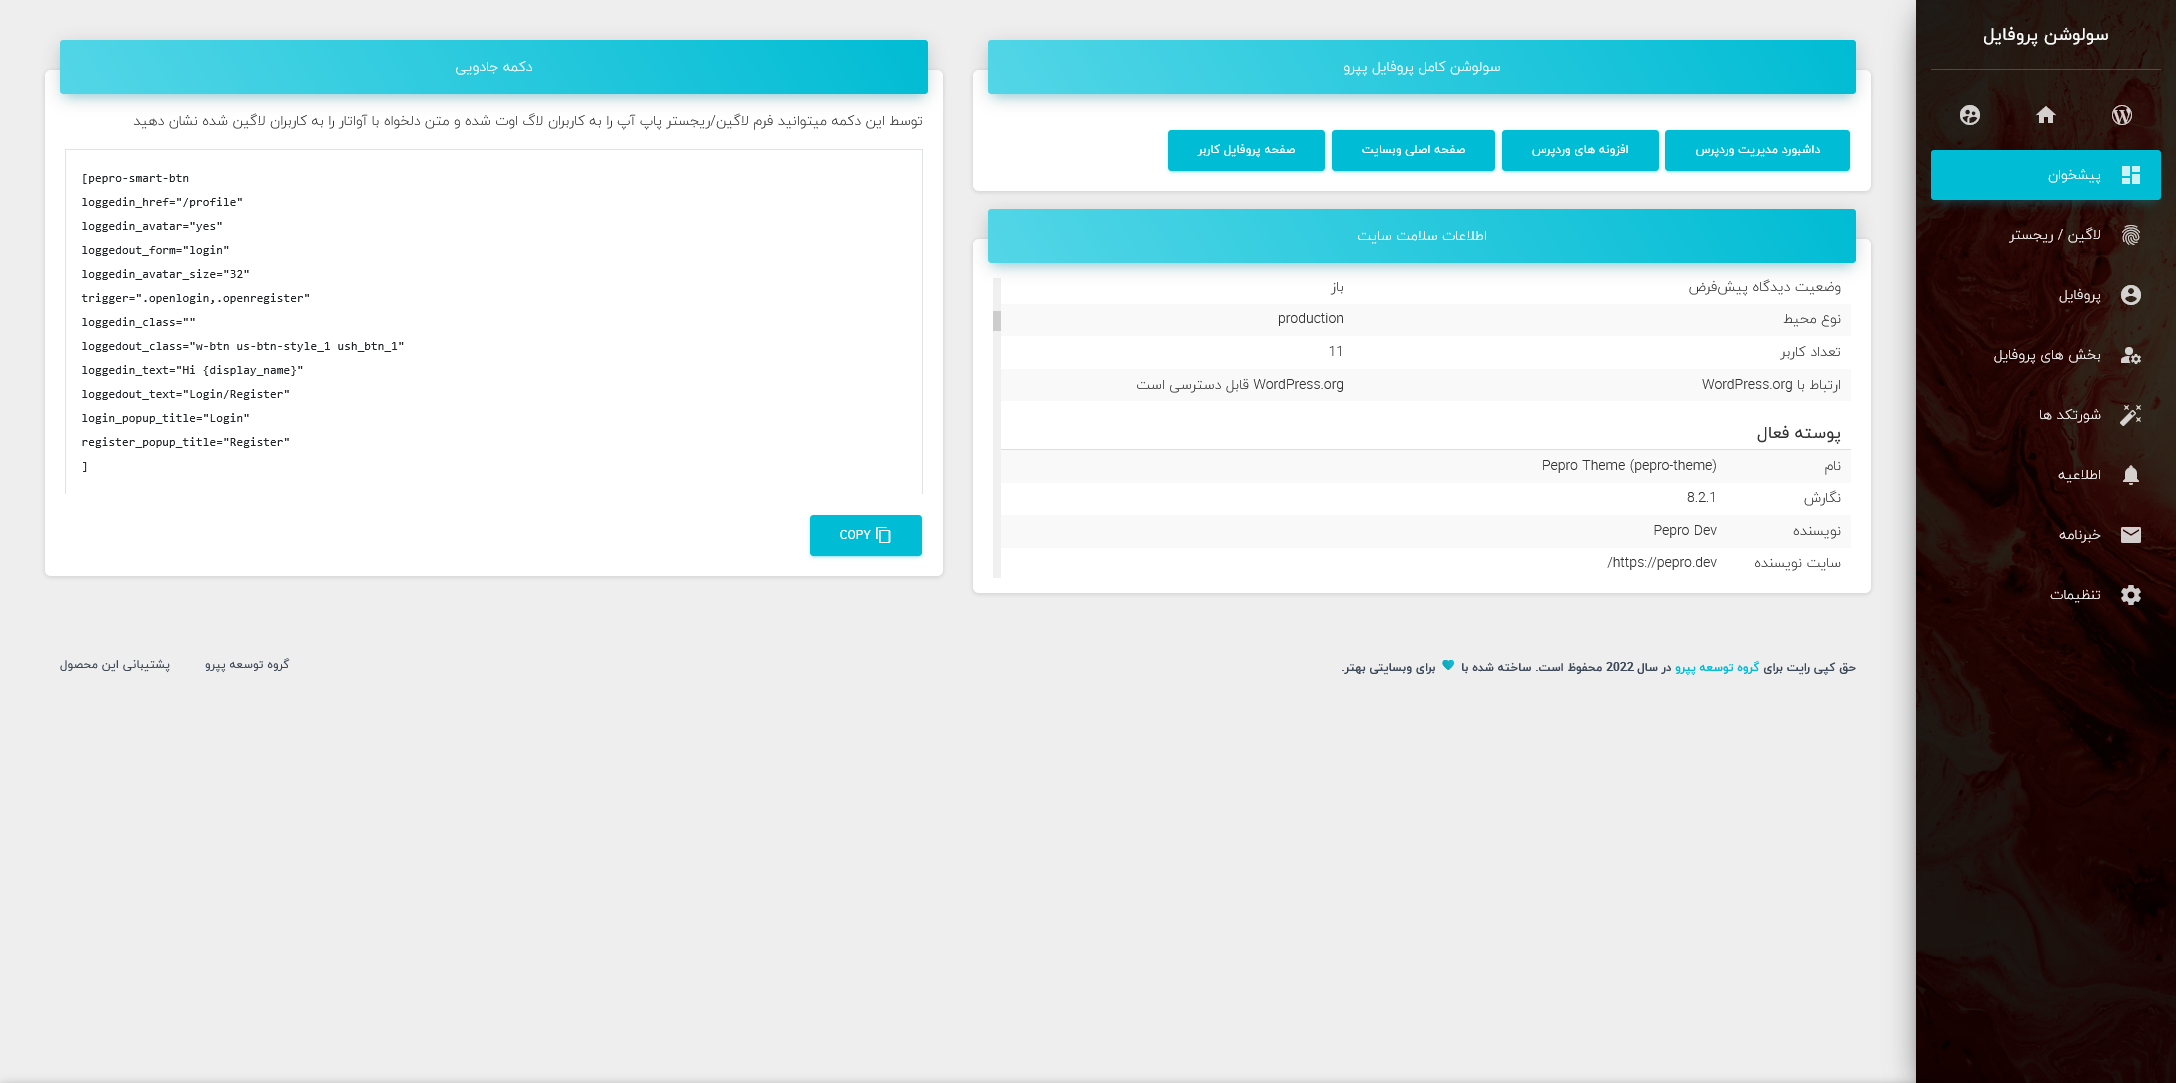 سولوشن پروفایل
پیشخوان
لاگین / ریجستر
پروفایل
بخش های پروفایل
شورتکد ها
اطلاعیه
خبرنامه
تنظیمات
سولوشن کامل پروفایل پپرو
داشبورد مدیریت وردپرس
افزونه های وردپرس
صفحه اصلی وبسایت
صفحه پروفایل کاربر
اطلاعات سلامت سایت
وضعیت دیدگاه پیش‌فرض باز
نوع محیط production
تعداد کاربر 11
ارتباط با WordPress.org WordPress.org قابل دسترسی است
پوسته فعال
نام Pepro Theme (pepro-theme)
نگارش 8.2.1
نویسنده Pepro Dev
سایت نویسنده https://pepro.dev/
دکمه جادویی
توسط این دکمه میتوانید فرم لاگین/ریجستر پاپ آپ را به کاربران لاگ اوت شده و متن دلخواه با آواتار را به کاربران لاگین شده نشان دهید
[pepro-smart-btn
loggedin_href="/profile"
loggedin_avatar="yes"
loggedout_form="login"
loggedin_avatar_size="32"
trigger=".openlogin,.openregister"
loggedin_class=""
loggedout_class="w-btn us-btn-style_1 ush_btn_1"
loggedin_text="Hi {display_name}"
loggedout_text="Login/Register"
login_popup_title="Login"
register_popup_title="Register"
]
COPY
حق کپی رایت برای گروه توسعه پپرو در سال 2022 محفوظ است. ساخته شده با برای وبسایتی بهتر.
گروه توسعه پپرو
پشتیبانی این محصول